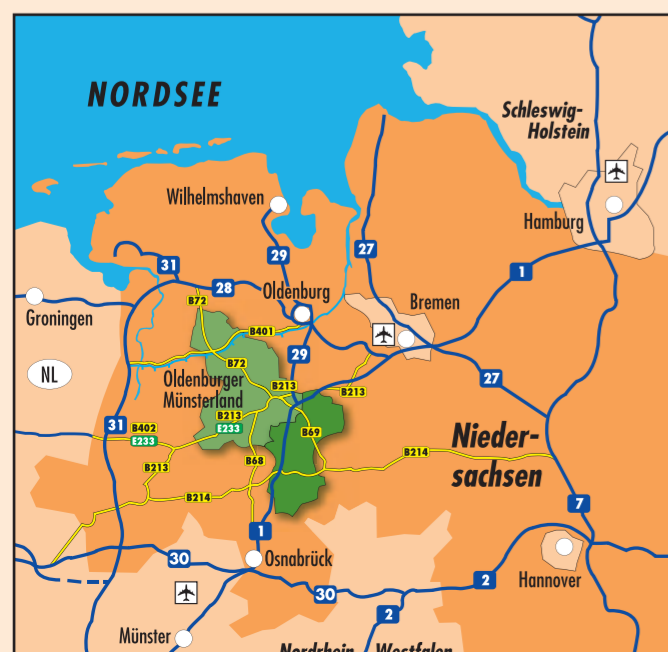 NORDSEE
Schleswig-
Holstein
Wilhelmshaven
Hamburg
27
29
31
1
28
B72
Oldenburg
Bremen
Groningen
B401
29
B72
NL
Oldenburger
Münsterland
B213
B213
27
B213
E233
31
B402
E233
B69
Nieder-
sachsen
B214
B68
B213
B214
7
1
30
Osnabrück
Hannover
2
30
2
Münster
Nordrhein
Westfalen